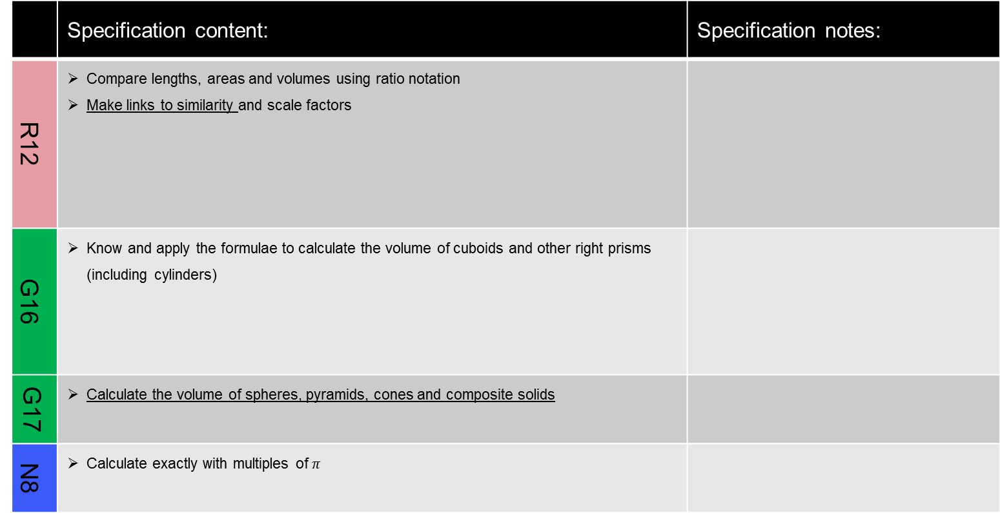 Specification content:
Specification notes:
R12
➢ Compare lengths, areas and volumes using ratio notation
➢ Make links to similarity and scale factors
G16
➢ Know and apply the formulae to calculate the volume of cuboids and other right prisms
(including cylinders)
G17
➢ Calculate the volume of spheres, pyramids, cones and composite solids
N8
➢ Calculate exactly with multiples of π